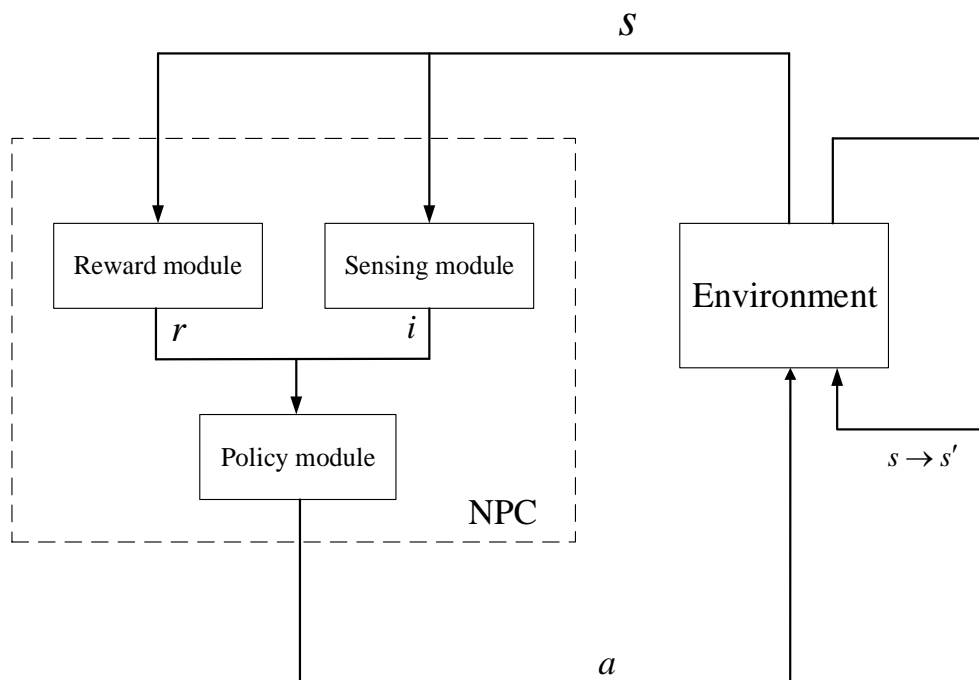 s
Reward module
Sensing module
Environment
r
i
Policy module
s → s′
NPC
a